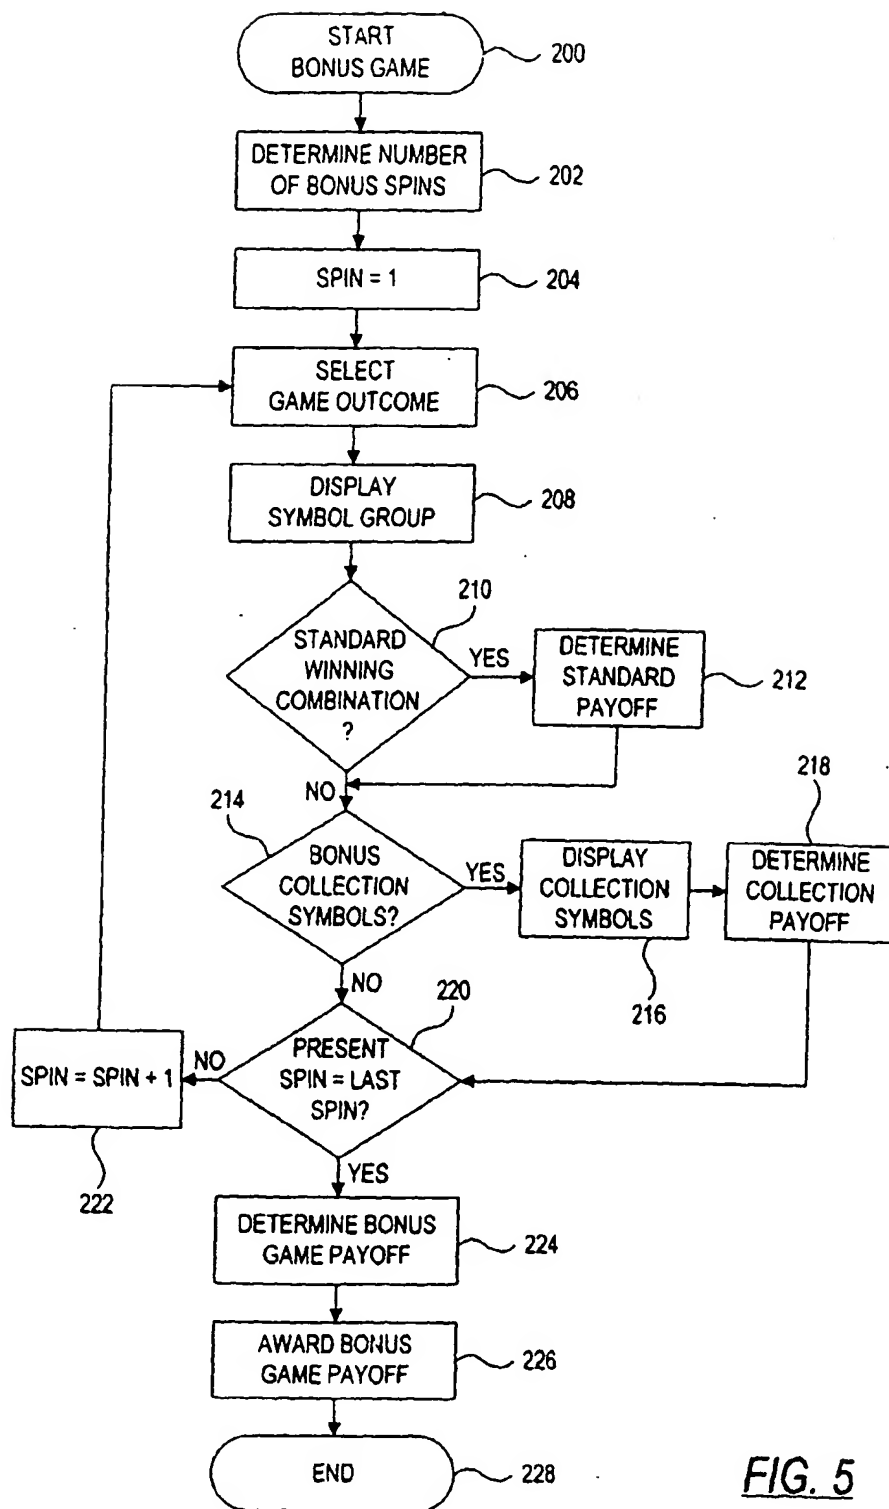 START
BONUS GAME
200
DETERMINE NUMBER
OF BONUS SPINS
202
SPIN = 1
204
SELECT
GAME OUTCOME
206
DISPLAY
SYMBOL GROUP
208
210
STANDARD
WINNING
COMBINATION
?
YES
DETERMINE
STANDARD
PAYOFF
212
NO
214
218
BONUS
COLLECTION
SYMBOLS?
YES
DISPLAY
COLLECTION
SYMBOLS
216
DETERMINE
COLLECTION
PAYOFF
NO
220
PRESENT
SPIN = LAST
SPIN?
NO
SPIN = SPIN + 1
222
YES
DETERMINE BONUS
GAME PAYOFF
224
AWARD BONUS
GAME PAYOFF
226
END
228
FIG. 5